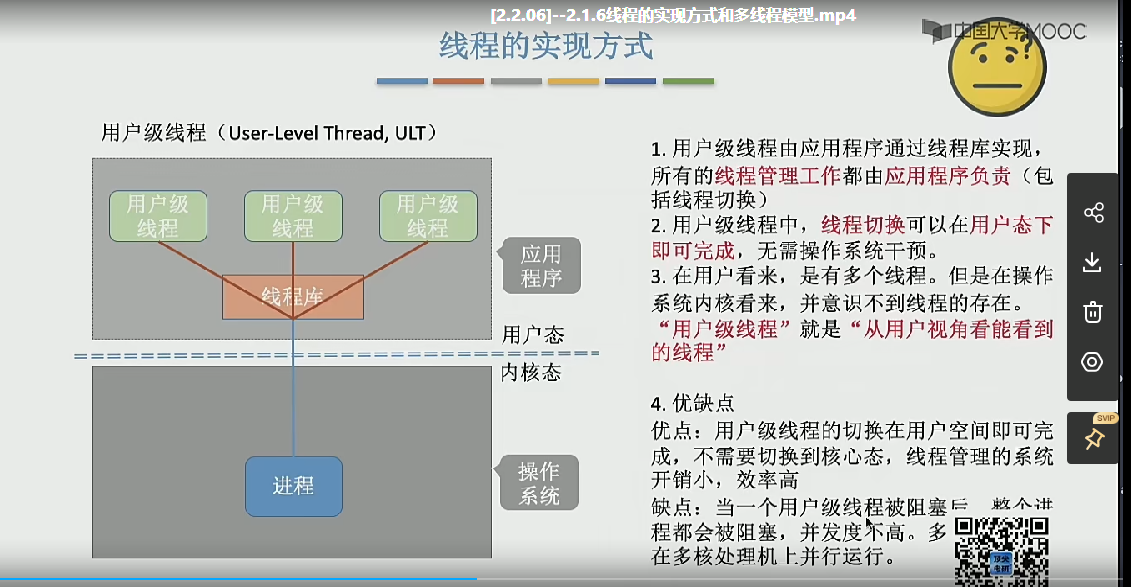 [2.2.06]--2.1.6线程的实现方式和多线程模型.mp4
中国大学MOOC
线程的实现方式
用户级线程（User-Level Thread, ULT）
用户级
线程
用户级
线程
用户级
线程
线程库
应用
程序
用户态
内核态
进程
操作
系统
1. 用户级线程由应用程序通过线程库实现，
所有的线程管理工作都由应用程序负责（包
括线程切换）
2. 用户级线程中，线程切换可以在用户态下
即可完成，无需操作系统干预。
3. 在用户看来，是有多个线程。但是在操作
系统内核看来，并意识不到线程的存在。
“用户级线程”就是“从用户视角看能看到
的线程”
4. 优缺点
优点：用户级线程的切换在用户空间即可完
成，不需要切换到核心态，线程管理的系统
开销小，效率高
缺点：当一个用户级线程被阻塞后，整个进
程都会被阻塞，并发度不高。多
在多核处理机上并行运行。
SVIP